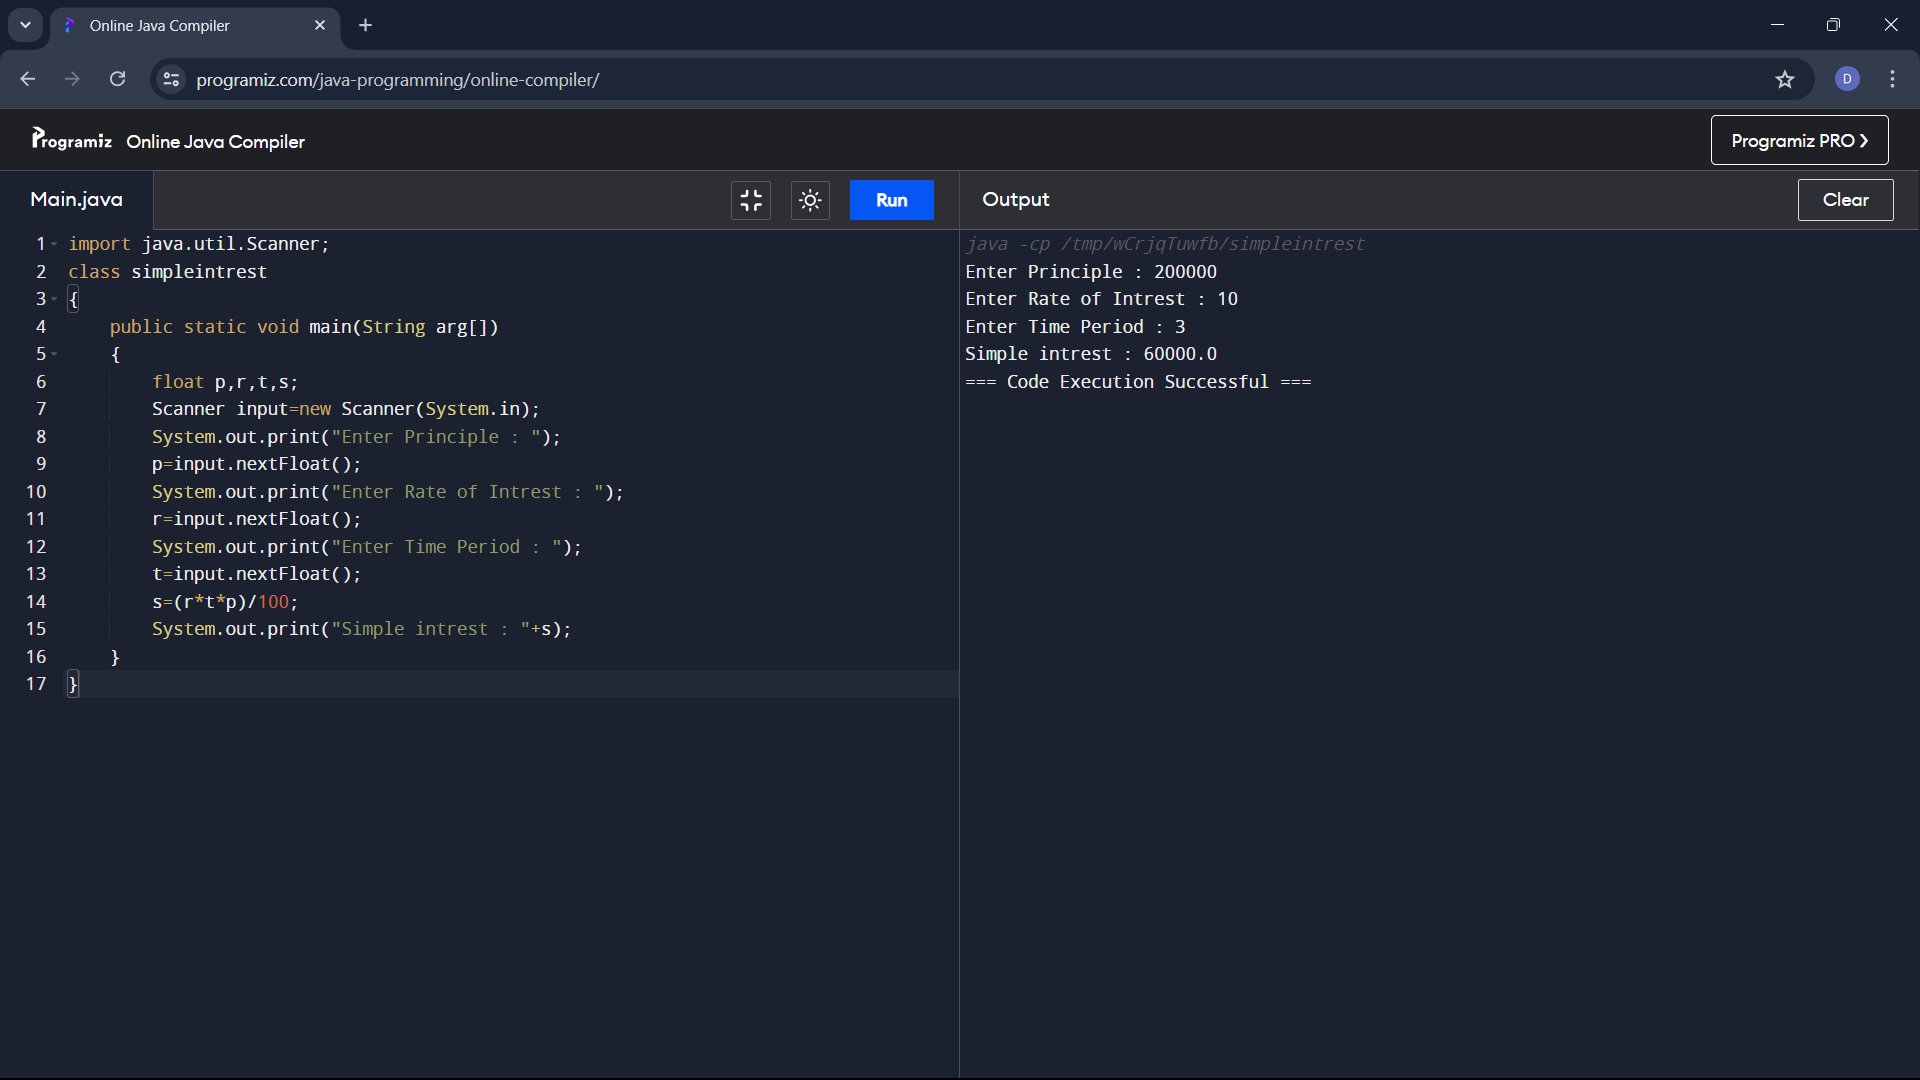 Online Java Compiler
programiz.com/java-programming/online-compiler/
D
Programiz Online Java Compiler
Programiz PRO ❯
Main.java
Run
Output
Clear
1 import java.util.Scanner;
2 class simpleintrest
3 {
4     public static void main(String arg[])
5     {
6         float p,r,t,s;
7         Scanner input=new Scanner(System.in);
8         System.out.print("Enter Principle : ");
9         p=input.nextFloat();
10         System.out.print("Enter Rate of Intrest : ");
11         r=input.nextFloat();
12         System.out.print("Enter Time Period : ");
13         t=input.nextFloat();
14         s=(r*t*p)/100;
15         System.out.print("Simple intrest : "+s);
16     }
17 }
java -cp /tmp/wCrjqTuwfb/simpleintrest
Enter Principle : 200000
Enter Rate of Intrest : 10
Enter Time Period : 3
Simple intrest : 60000.0
=== Code Execution Successful ===